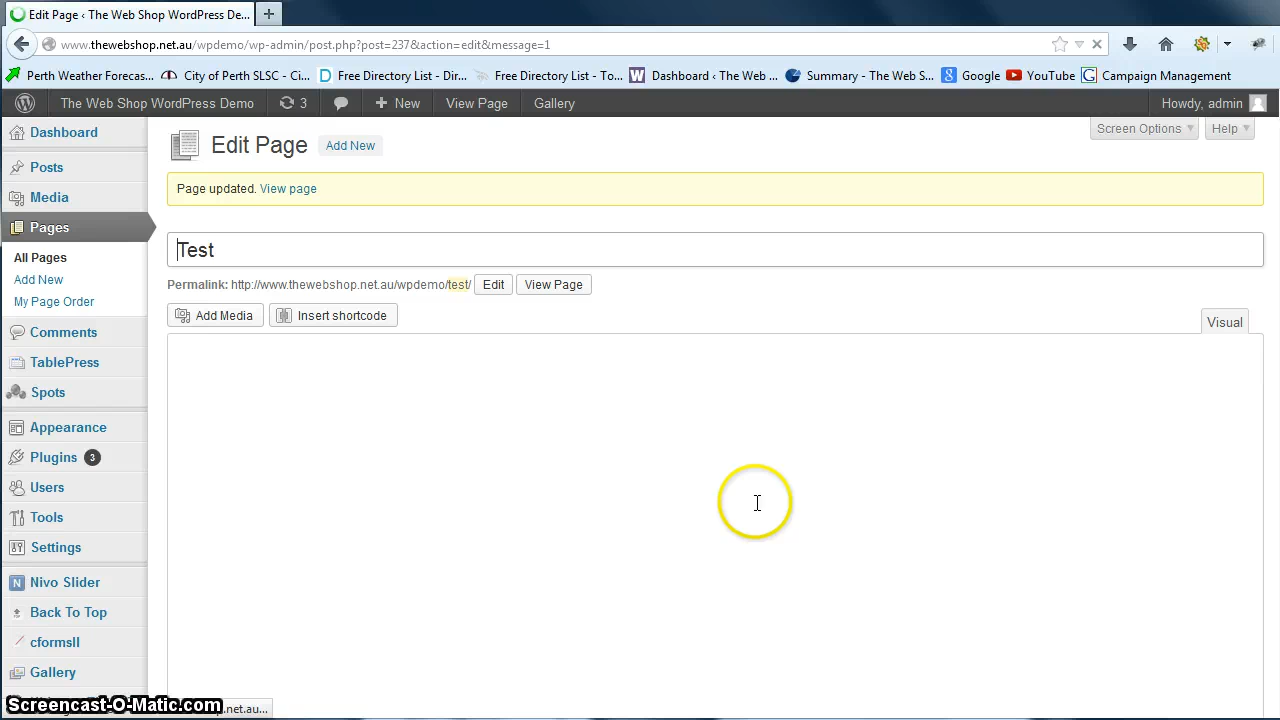 Edit Page ‹ The Web Shop WordPress De...
www.thewebshop.net.au/wpdemo/wp-admin/post.php?post=237&action=edit&message=1
Perth Weather Forecas... City of Perth SLSC - Ci... Free Directory List - Dir... Free Directory List - To... Dashboard ‹ The Web ... Summary - The Web S... Google YouTube Campaign Management
The Web Shop WordPress Demo 3 + New View Page Gallery Howdy, admin
Screen Options Help
Dashboard
Posts
Media
Pages
All Pages
Add New
My Page Order
Comments
TablePress
Spots
Appearance
Plugins 3
Users
Tools
Settings
Nivo Slider
Back To Top
cformsII
Gallery
Edit Page Add New
Page updated. View page
Test
Permalink: http://www.thewebshop.net.au/wpdemo/test/ Edit View Page
Add Media Insert shortcode
Visual
Screencast-O-Matic.com
.net.au...